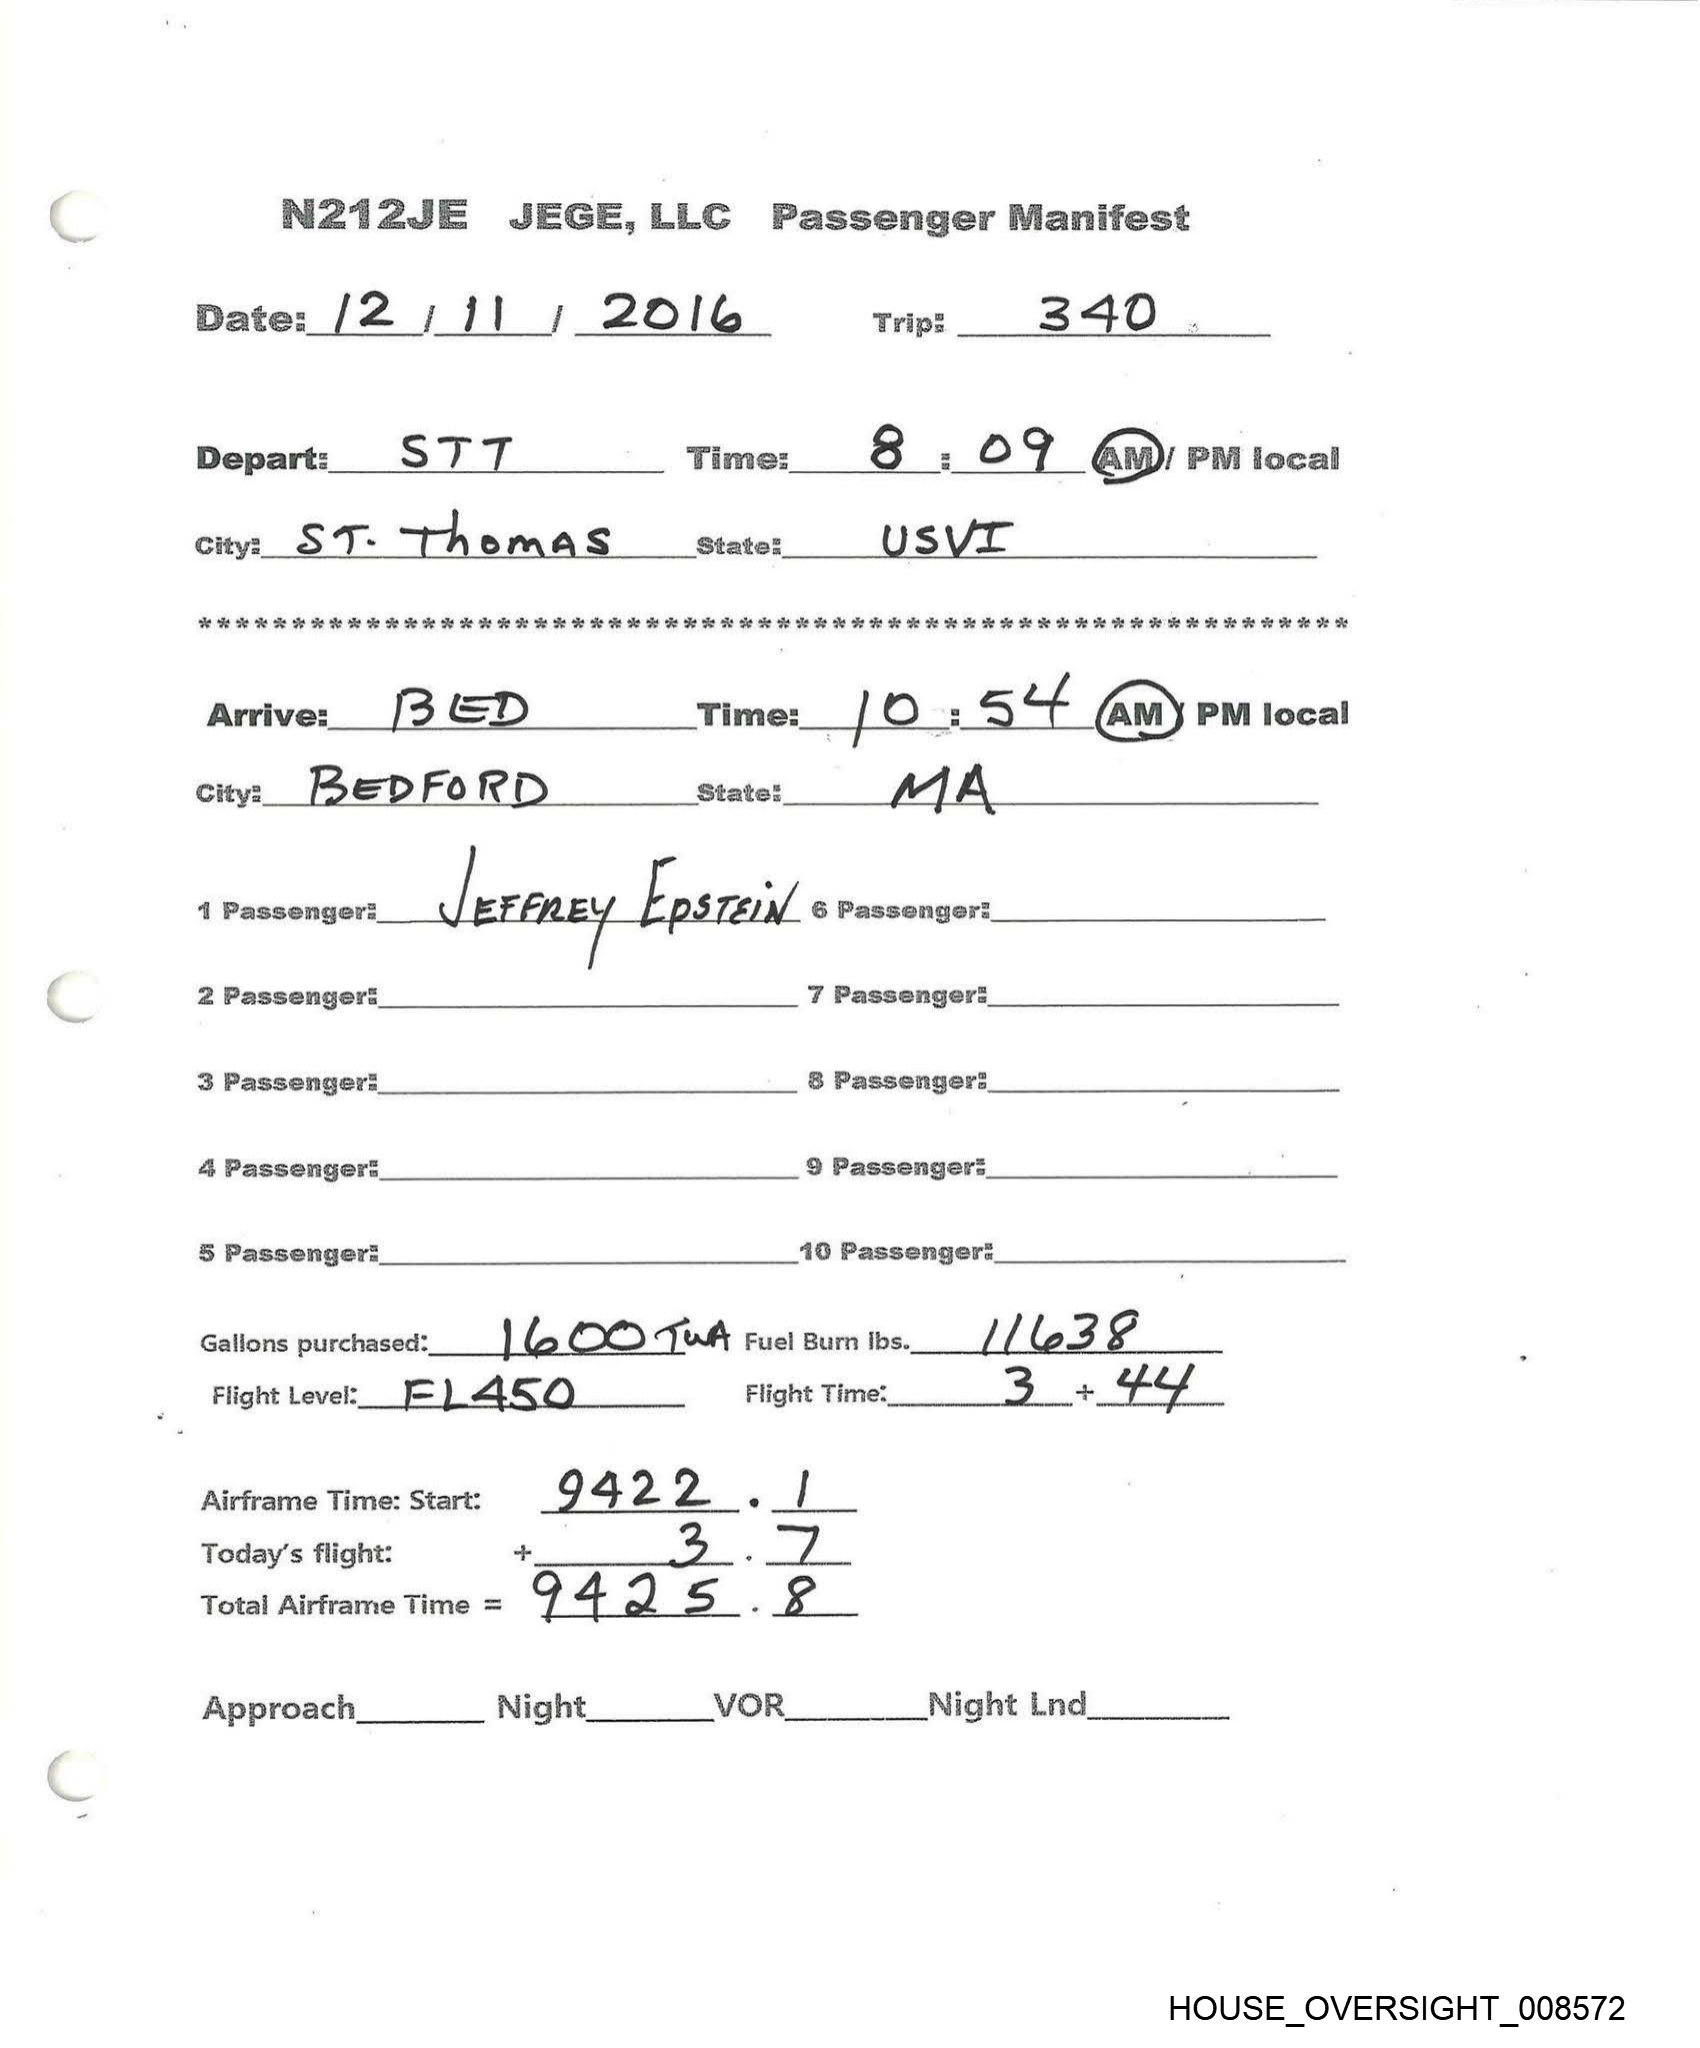 N212JE JEGE, LLC Passenger Manifest
Date: 12 / 11 / 2016 Trip: 340
Depart: STT Time: 8 : 09 AM / PM local
City: ST. Thomas State: USVI
**************************************************************
Arrive: BED Time: 10 : 54 AM / PM local
City: BEDFORD State: MA
1 Passenger: JEFFREY EPSTEIN 6 Passenger:
2 Passenger: 7 Passenger:
3 Passenger: 8 Passenger:
4 Passenger: 9 Passenger:
5 Passenger: 10 Passenger:
Gallons purchased: 1600 TWA Fuel Burn lbs. 11638
Flight Level: FL450 Flight Time: 3 + 44
Airframe Time: Start: 9422 . 1
Today's flight: + 3 . 7
Total Airframe Time = 9425 . 8
Approach Night VOR Night Lnd
HOUSE_OVERSIGHT_008572